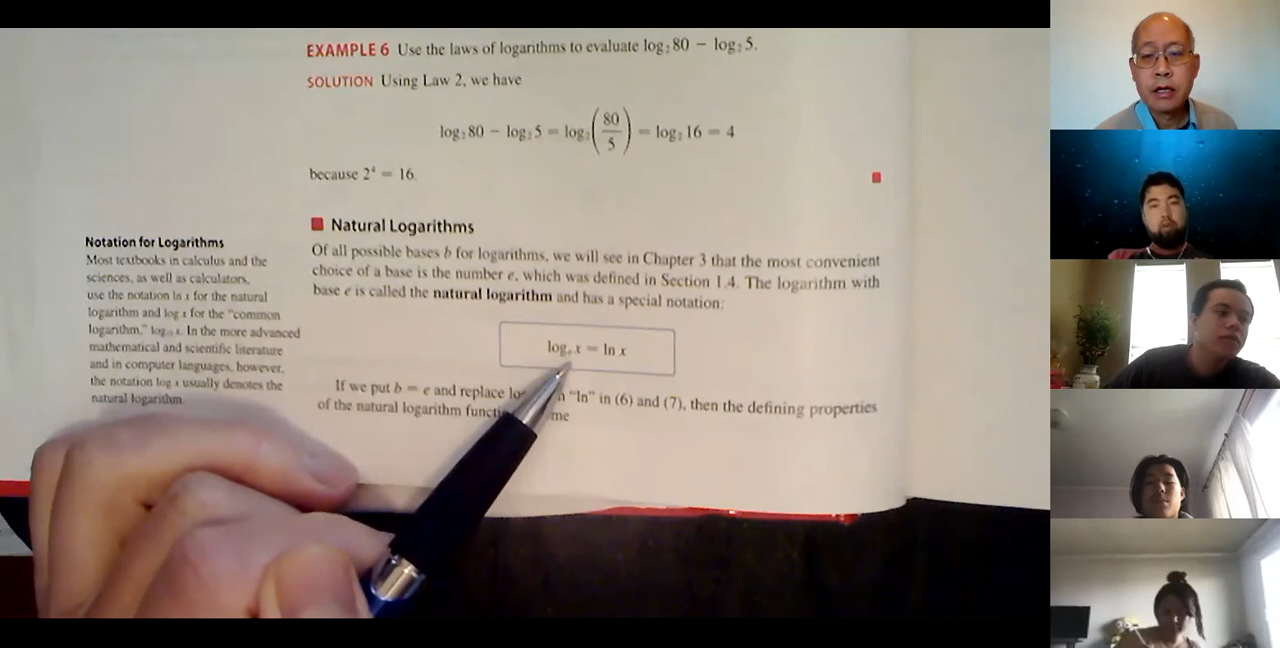 EXAMPLE 6 Use the laws of logarithms to evaluate log₂ 80 − log₂ 5.
SOLUTION Using Law 2, we have
log₂ 80 − log₂ 5 = log₂(80/5) = log₂ 16 = 4
because 2⁴ = 16.
Natural Logarithms
Of all possible bases b for logarithms, we will see in Chapter 3 that the most convenient
choice of a base is the number e, which was defined in Section 1.4. The logarithm with
base e is called the natural logarithm and has a special notation:
logₑ x = ln x
If we put b = e and replace "ln" in (6) and (7), then the defining properties
of the natural logarithm
Notation for Logarithms
Most textbooks in calculus and the
sciences, as well as calculators,
use the notation ln x for the natural
logarithm and log x for the "common
logarithm," log₁₀ x. In the more advanced
mathematical and scientific literature
and in computer languages, however,
the notation log x usually denotes the
natural logarithm.